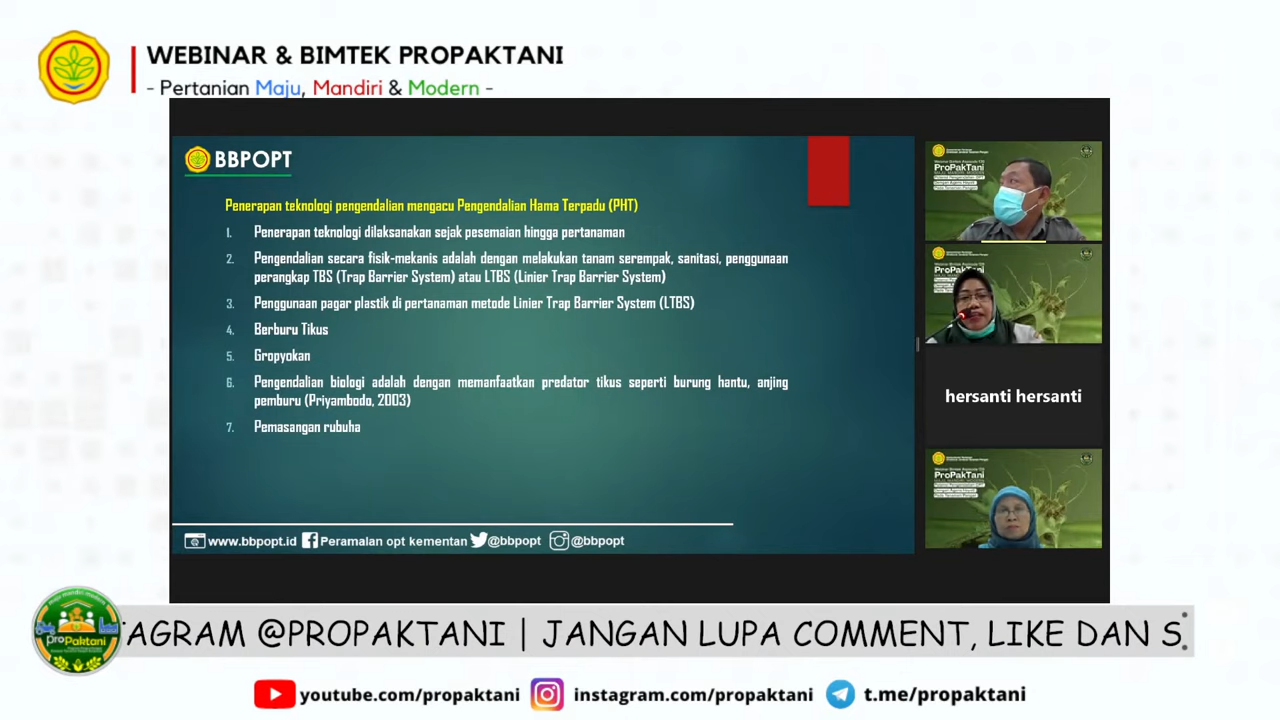 WEBINAR & BIMTEK PROPAKTANI
- Pertanian Maju, Mandiri & Modern -
BBPOPT
Penerapan teknologi pengendalian mengacu Pengendalian Hama Terpadu (PHT)
1. Penerapan teknologi dilaksanakan sejak pesemaian hingga pertanaman
2. Pengendalian secara fisik-mekanis adalah dengan melakukan tanam serempak, sanitasi, penggunaan
perangkap TBS (Trap Barrier System) atau LTBS (Linier Trap Barrier System)
3. Penggunaan pagar plastik di pertanaman metode Linier Trap Barrier System (LTBS)
4. Berburu Tikus
5. Gropyokan
6. Pengendalian biologi adalah dengan memanfaatkan predator tikus seperti burung hantu, anjing
pemburu (Priyambodo, 2003)
7. Pemasangan rubuha
www.bbpopt.id Peramalan opt kementan @bbpopt @bbpopt
ProPakTani
ProPakTani
hersanti hersanti
ProPakTani
proPaktani
TAGRAM @PROPAKTANI | JANGAN LUPA COMMENT, LIKE DAN S
youtube.com/propaktani instagram.com/propaktani t.me/propaktani